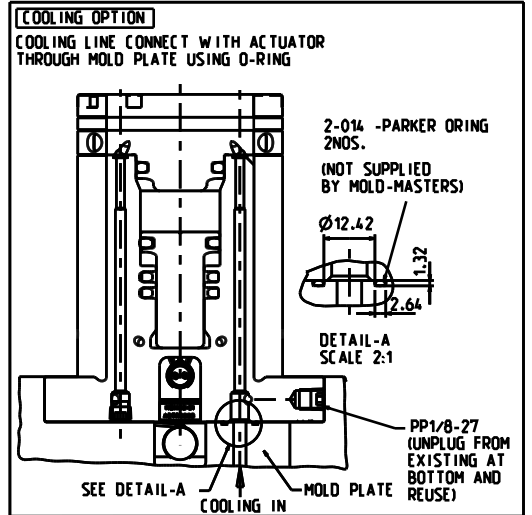 COOLING OPTION
COOLING LINE CONNECT WITH ACTUATOR
THROUGH MOLD PLATE USING O-RING
2-014 -PARKER ORING
2NOS.
(NOT SUPPLIED
BY MOLD-MASTERS)
Ø12.42
1.32
2.64
DETAIL-A
SCALE 2:1
PP1/8-27
(UNPLUG FROM
EXISTING AT
BOTTOM AND
REUSE)
SEE DETAIL-A
MOLD PLATE
COOLING IN